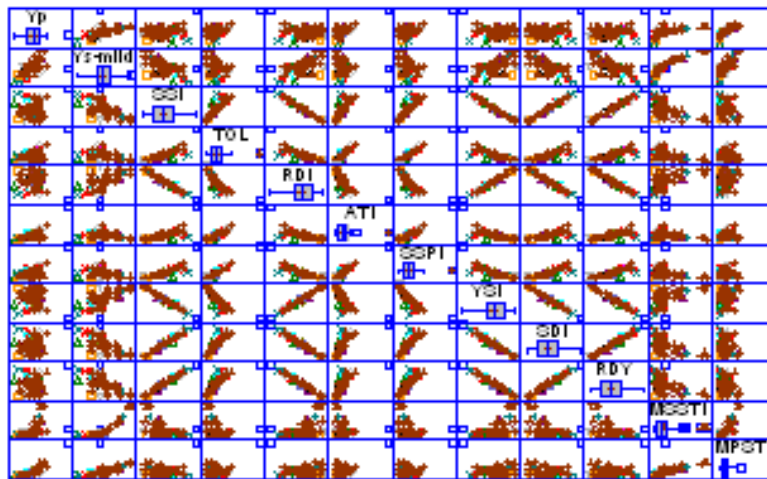 Yp
Ys-mild
SSI
TOL
RDI
ATI
SSPI
YSI
SDI
RDY
MSSTI
MPST